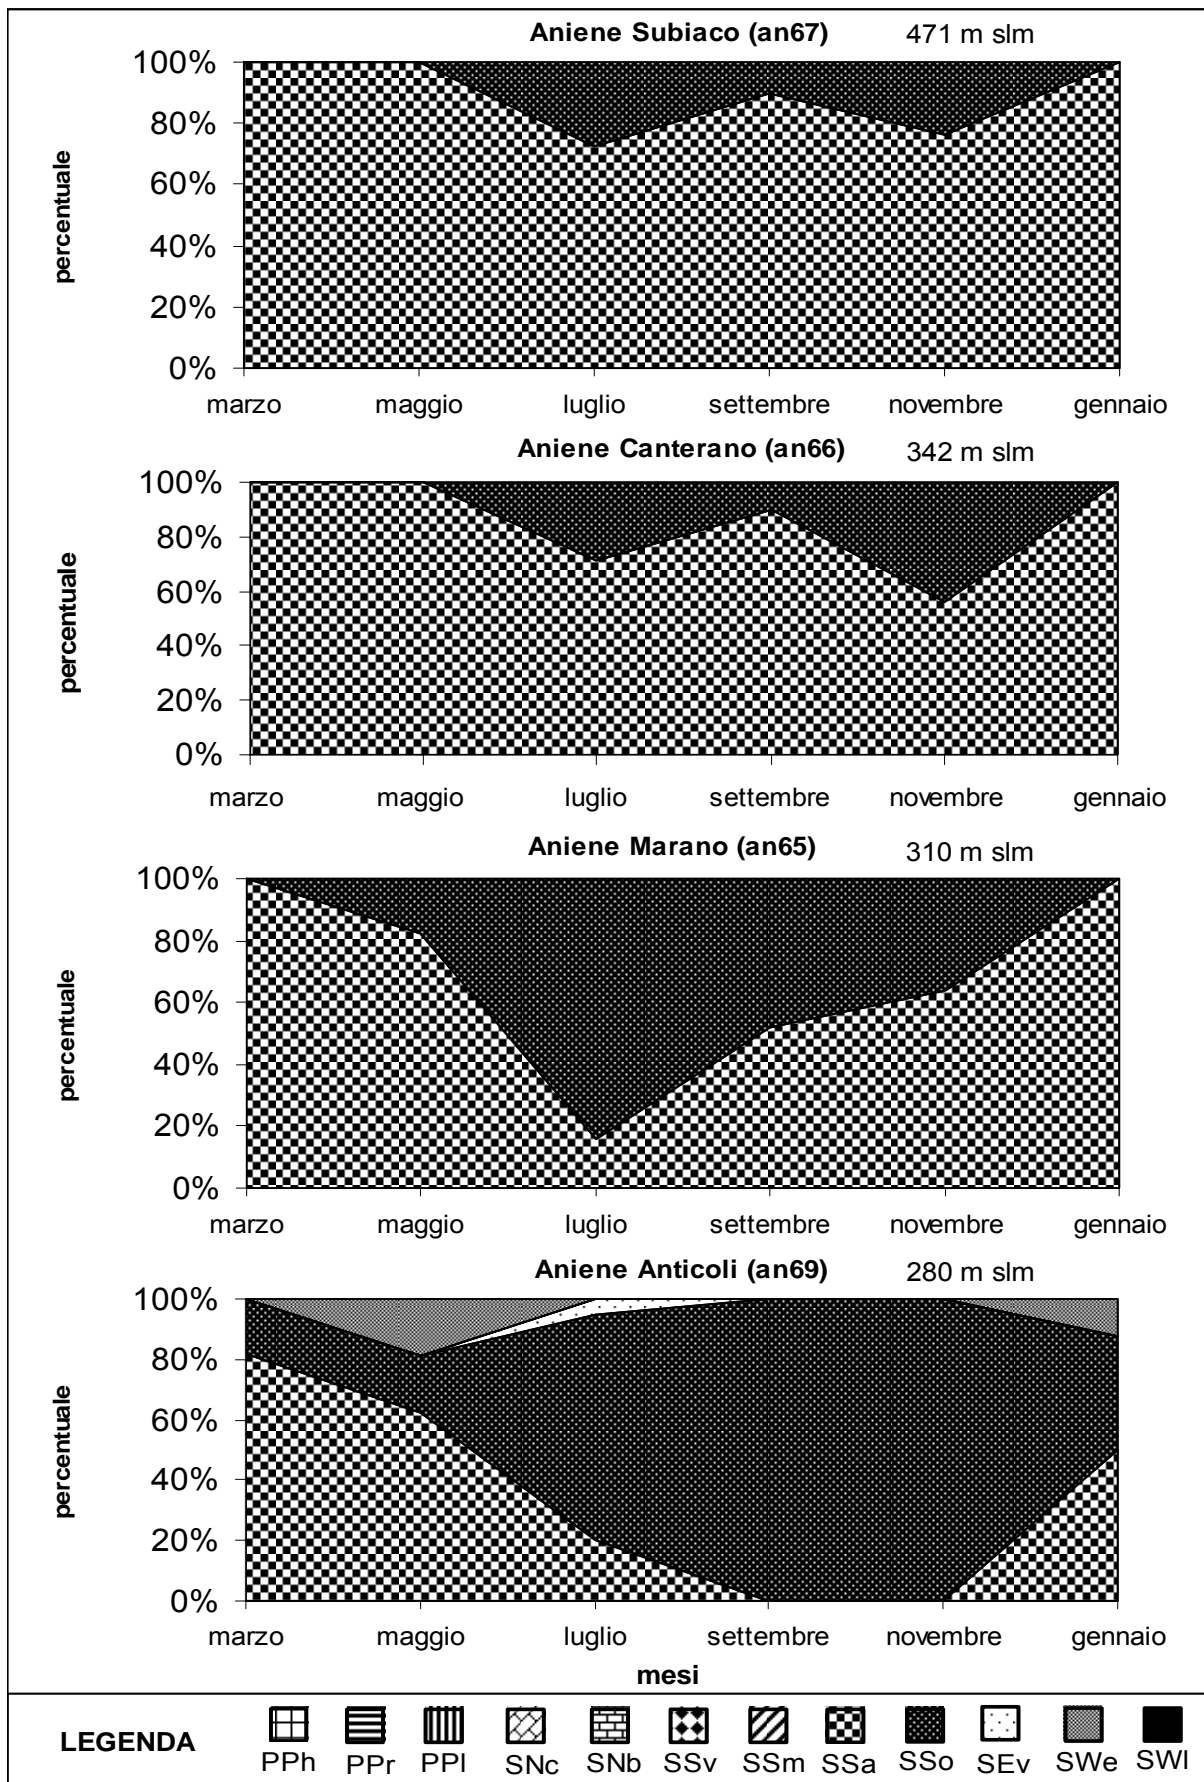 Aniene Subiaco (an67) 471 m slm
percentuale
100%
80%
60%
40%
20%
0%
marzo maggio luglio settembre novembre gennaio
Aniene Canterano (an66) 342 m slm
percentuale
100%
80%
60%
40%
20%
0%
marzo maggio luglio settembre novembre gennaio
Aniene Marano (an65) 310 m slm
percentuale
100%
80%
60%
40%
20%
0%
marzo maggio luglio settembre novembre gennaio
Aniene Anticoli (an69) 280 m slm
percentuale
100%
80%
60%
40%
20%
0%
marzo maggio luglio settembre novembre gennaio
mesi
LEGENDA PPh PPr PPl SNc SNb SSv SSm SSa SSo SEv SWe SWl